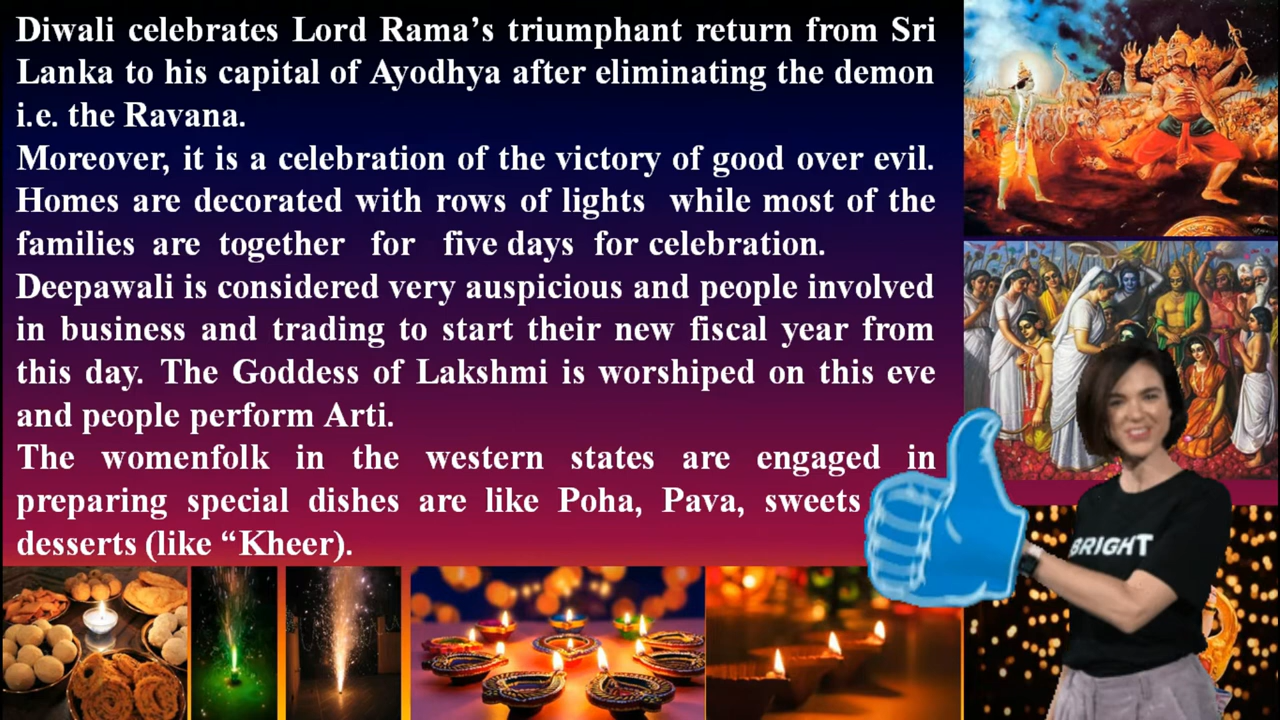 Diwali celebrates Lord Rama’s triumphant return from Sri
Lanka to his capital of Ayodhya after eliminating the demon
i.e. the Ravana.
Moreover, it is a celebration of the victory of good over evil.
Homes are decorated with rows of lights while most of the
families are together for five days for celebration.
Deepawali is considered very auspicious and people involved
in business and trading to start their new fiscal year from
this day. The Goddess of Lakshmi is worshiped on this eve
and people perform Arti.
The womenfolk in the western states are engaged in
preparing special dishes are like Poha, Pava, sweets
desserts (like “Kheer).
BRIGHT